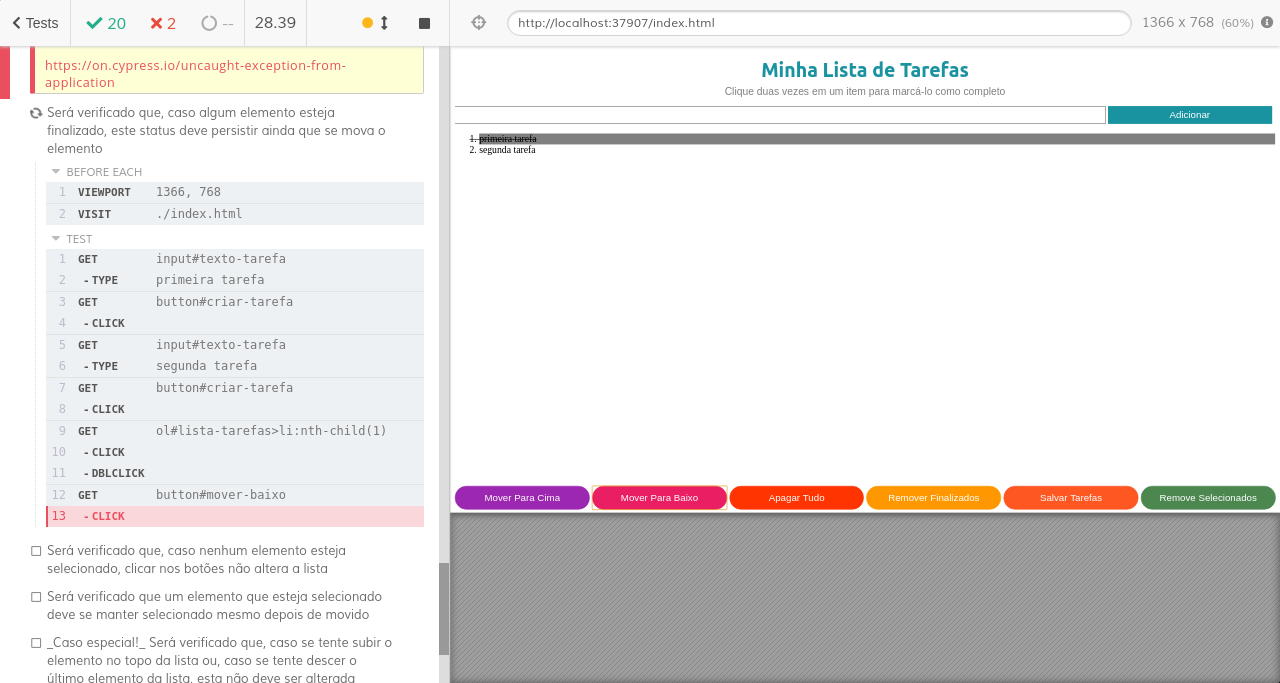 Tests
20
2
--
28.39
http://localhost:37907/index.html
1366 x 768 (60%)
https://on.cypress.io/uncaught-exception-from-
application
Será verificado que, caso algum elemento esteja
finalizado, este status deve persistir ainda que se mova o
elemento
BEFORE EACH
1 VIEWPORT 1366, 768
2 VISIT ./index.html
TEST
1 GET input#texto-tarefa
2 - TYPE primeira tarefa
3 GET button#criar-tarefa
4 - CLICK
5 GET input#texto-tarefa
6 - TYPE segunda tarefa
7 GET button#criar-tarefa
8 - CLICK
9 GET ol#lista-tarefas>li:nth-child(1)
10 - CLICK
11 - DBLCLICK
12 GET button#mover-baixo
13 - CLICK
Será verificado que, caso nenhum elemento esteja
selecionado, clicar nos botões não altera a lista
Será verificado que um elemento que esteja selecionado
deve se manter selecionado mesmo depois de movido
_Caso especial!_ Será verificado que, caso se tente subir o
elemento no topo da lista ou, caso se tente descer o
último elemento da lista, esta não deve ser alterada
Minha Lista de Tarefas
Clique duas vezes em um item para marcá-lo como completo
Adicionar
1. primeira tarefa
2. segunda tarefa
Mover Para Cima
Mover Para Baixo
Apagar Tudo
Remover Finalizados
Salvar Tarefas
Remove Selecionados